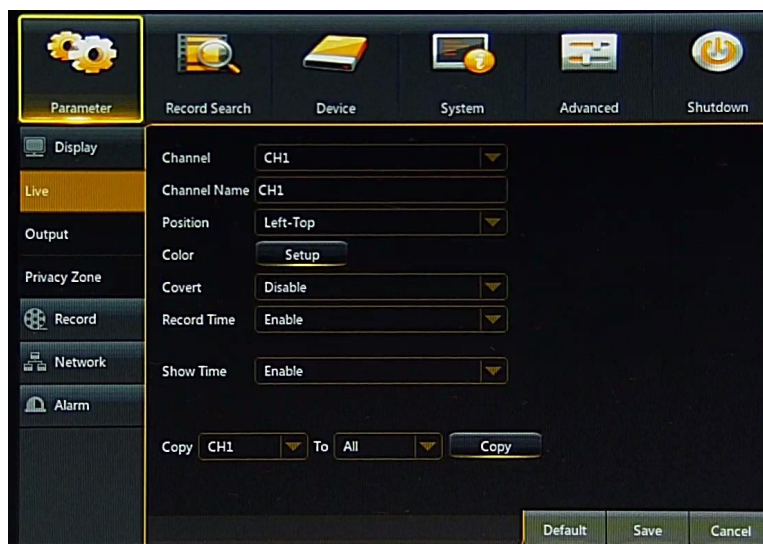 Parameter Record Search Device System Advanced Shutdown
Display
Live
Output
Privacy Zone
Record
Network
Alarm
Channel CH1
Channel Name CH1
Position Left-Top
Color Setup
Covert Disable
Record Time Enable
Show Time Enable
Copy CH1 To All Copy
Default Save Cancel